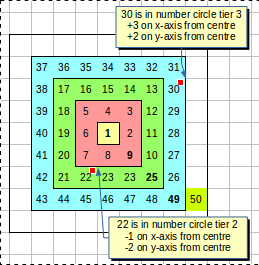 30 is in number circle tier 3
+3 on x-axis from centre
+2 on y-axis from centre
37 36 35 34 33 32 31
38 17 16 15 14 13 30
39 18 5 4 3 12 29
40 19 6 1 2 11 28
41 20 7 8 9 10 27
42 21 22 23 23 25 26
43 44 45 46 47 48 49 50
22 is in number circle tier 2
-1 on x-axis from centre
-2 on y-axis from centre